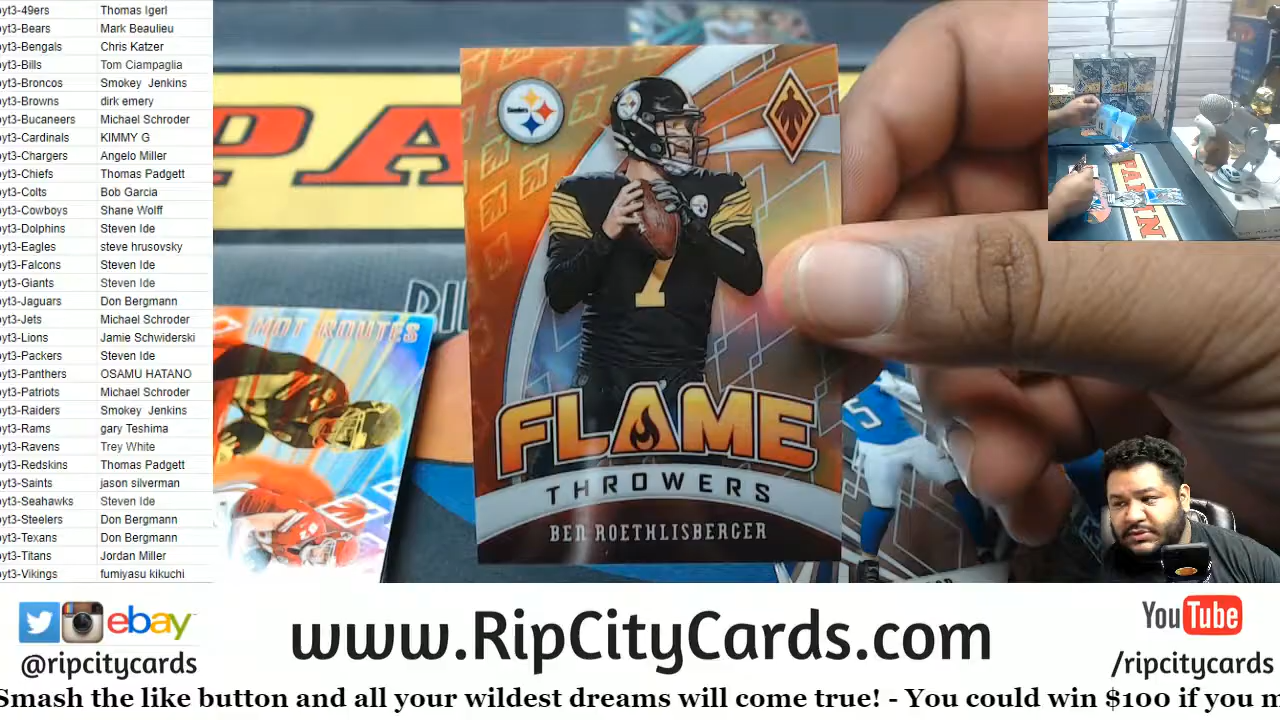 yt3-49ers Thomas Igerl
yt3-Bears Mark Beaulieu
yt3-Bengals Chris Katzer
yt3-Bills Tom Ciampaglia
yt3-Broncos Smokey Jenkins
yt3-Browns dirk emery
yt3-Bucaneers Michael Schroder
yt3-Cardinals KIMMY G
yt3-Chargers Angelo Miller
yt3-Chiefs Thomas Padgett
yt3-Colts Bob Garcia
yt3-Cowboys Shane Wolff
yt3-Dolphins Steven Ide
yt3-Eagles steve hrusovsky
yt3-Falcons Steven Ide
yt3-Giants Steven Ide
yt3-Jaguars Don Bergmann
yt3-Jets Michael Schroder
yt3-Lions Jamie Schwiderski
yt3-Packers Steven Ide
yt3-Panthers OSAMU HATANO
yt3-Patriots Michael Schroder
yt3-Raiders Smokey Jenkins
yt3-Rams gary Teshima
yt3-Ravens Trey White
yt3-Redskins Thomas Padgett
yt3-Saints jason silverman
yt3-Seahawks Steven Ide
yt3-Steelers Don Bergmann
yt3-Texans Don Bergmann
yt3-Titans Jordan Miller
yt3-Vikings fumiyasu kikuchi
PA
HOT ROUTES
Steelers
7
FLAME
THROWERS
BEN ROETHLISBERGER
5
PANIN
ebay
@ripcitycards
www.RipCityCards.com
YouTube
/ripcitycards
Smash the like button and all your wildest dreams will come true! - You could win $100 if you m